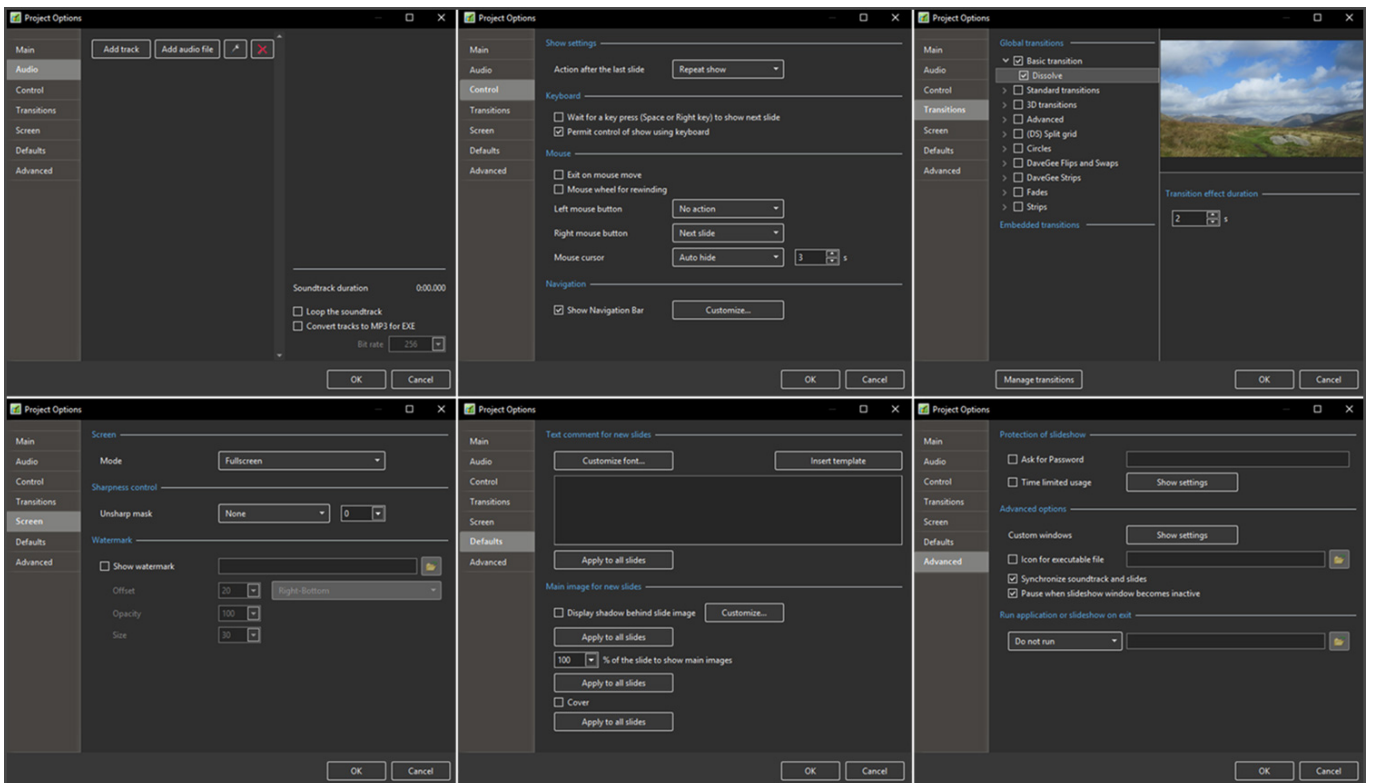 Project Options
Main
Audio
Control
Transitions
Screen
Defaults
Advanced
Add track
Add audio file
Soundtrack duration 0:00.000
Loop the soundtrack
Convert tracks to MP3 for EXE
Bit rate 256
OK Cancel
Project Options
Main
Audio
Control
Transitions
Screen
Defaults
Advanced
Show settings
Action after the last slide Repeat show
Keyboard
Wait for a key press (Space or Right key) to show next slide
Permit control of show using keyboard
Mouse
Exit on mouse move
Mouse wheel for rewinding
Left mouse button No action
Right mouse button Next slide
Mouse cursor Auto hide 3 s
Navigation
Show Navigation Bar Customize...
OK Cancel
Project Options
Main
Audio
Control
Transitions
Screen
Defaults
Advanced
Global transitions
Basic transition
Dissolve
Standard transitions
3D transitions
Advanced
(DS) Split grid
Circles
DaveGee Flips and Swaps
DaveGee Strips
Fades
Strips
Embedded transitions
Transition effect duration
2 s
Manage transitions
OK Cancel
Project Options
Main
Audio
Control
Transitions
Screen
Defaults
Advanced
Screen
Mode Fullscreen
Sharpness control
Unsharp mask None 0
Watermark
Show watermark
Offset 20 Right-Bottom
Opacity 100
Size 30
OK Cancel
Project Options
Main
Audio
Control
Transitions
Screen
Defaults
Advanced
Text comment for new slides
Customize font... Insert template
Apply to all slides
Main image for new slides
Display shadow behind slide image Customize...
Apply to all slides
100 % of the slide to show main images
Apply to all slides
Cover
Apply to all slides
OK Cancel
Project Options
Main
Audio
Control
Transitions
Screen
Defaults
Advanced
Protection of slideshow
Ask for Password
Time limited usage Show settings
Advanced options
Custom windows Show settings
Icon for executable file
Synchronize soundtrack and slides
Pause when slideshow window becomes inactive
Run application or slideshow on exit
Do not run
OK Cancel